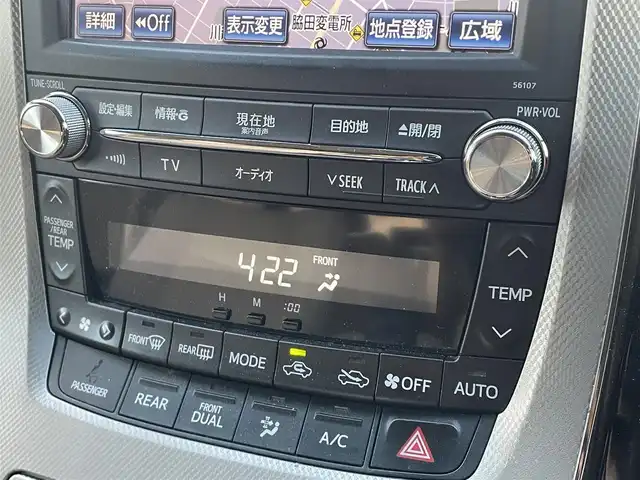 詳細
◀◀Off
表示変更
脇田変電所
地点登録
広域
56107
TUNE・SCROLL
PWR・VOL
設定・編集
情報・G
現在地
案内音声
目的地
▲開/閉
TV
オーディオ
∨ SEEK
TRACK ∧
PASSENGER
/REAR
TEMP
4:22
FRONT
H
M
:00
TEMP
FRONT
REAR
MODE
OFF
AUTO
PASSENGER
REAR
FRONT
DUAL
A/C